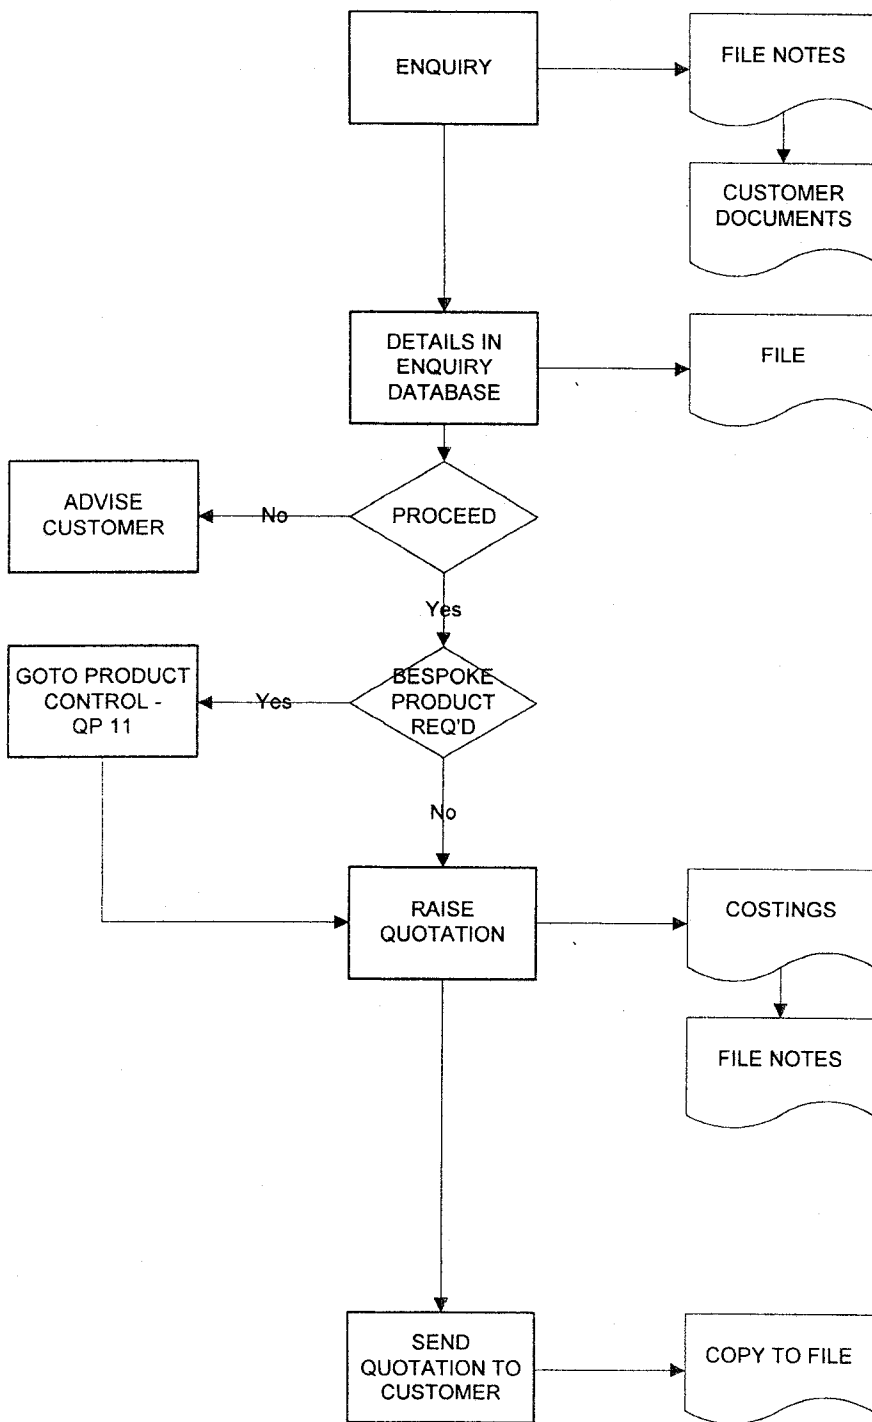 ENQUIRY
FILE NOTES
CUSTOMER
DOCUMENTS
DETAILS IN
ENQUIRY
DATABASE
FILE
ADVISE
CUSTOMER
No
PROCEED
Yes
GOTO PRODUCT
CONTROL -
QP 11
Yes
BESPOKE
PRODUCT
REQ'D
No
RAISE
QUOTATION
COSTINGS
FILE NOTES
SEND
QUOTATION TO
CUSTOMER
COPY TO FILE